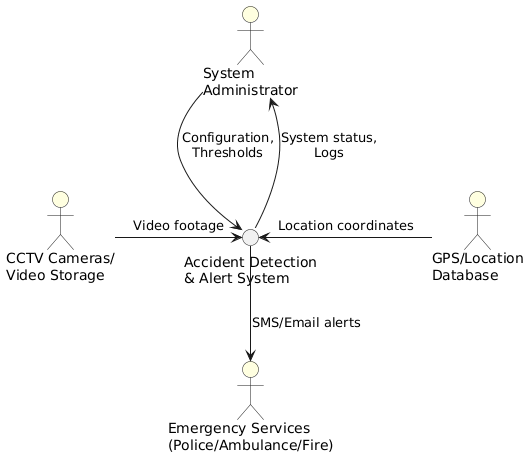 System
Administrator
Configuration,
Thresholds
System status,
Logs
Video footage
Location coordinates
CCTV Cameras/
Video Storage
Accident Detection
& Alert System
GPS/Location
Database
SMS/Email alerts
Emergency Services
(Police/Ambulance/Fire)